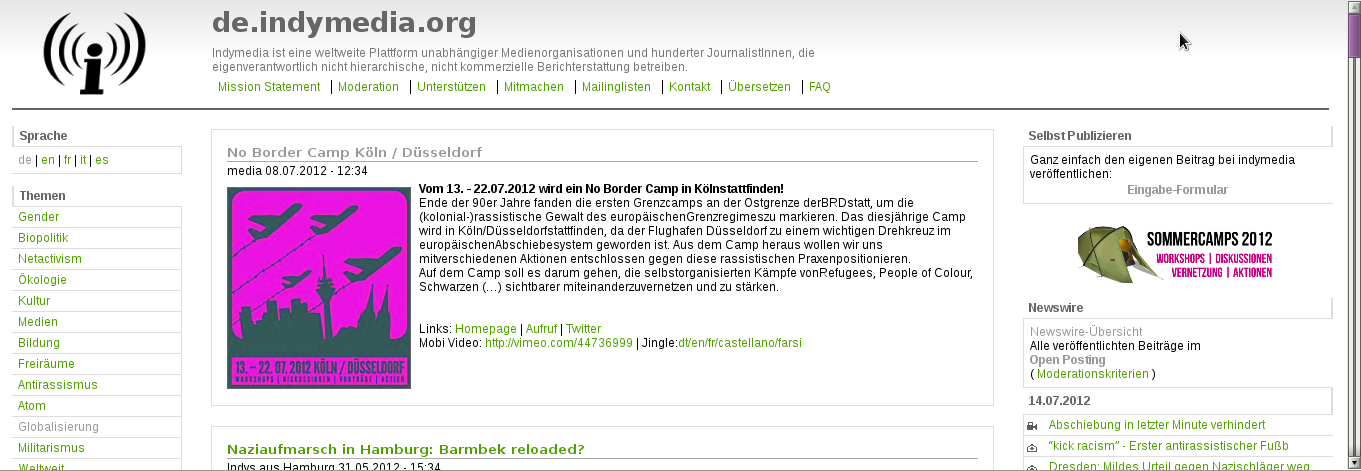 de.indymedia.org
Indymedia ist eine weltweite Plattform unabhängiger Medienorganisationen und hunderter JournalistInnen, die
eigenverantwortlich nicht hierarchische, nicht kommerzielle Berichterstattung betreiben.
Mission Statement | Moderation | Unterstützen | Mitmachen | Mailinglisten | Kontakt | Übersetzen | FAQ
Sprache
de | en | fr | it | es
Themen
Gender
Biopolitik
Netactivism
Ökologie
Kultur
Medien
Bildung
Freiräume
Antirassismus
Atom
Globalisierung
Militarismus
Weltweit
No Border Camp Köln / Düsseldorf
media 08.07.2012 - 12:34
13. – 22. 07. 2012 KÖLN / DÜSSELDORF
WORKSHOPS | DISKUSSIONEN | VORTRÄGE | ACTION
Vom 13. - 22.07.2012 wird ein No Border Camp in Kölnstattfinden!
Ende der 90er Jahre fanden die ersten Grenzcamps an der Ostgrenze derBRDstatt, um die
(kolonial-)rassistische Gewalt des europäischenGrenzregimeszu markieren. Das diesjährige Camp
wird in Köln/Düsseldorfstattfinden, da der Flughafen Düsseldorf zu einem wichtigen Drehkreuz im
europäischenAbschiebesystem geworden ist. Aus dem Camp heraus wollen wir uns
mitverschiedenen Aktionen entschlossen gegen diese rassistischen Praxenpositionieren.
Auf dem Camp soll es darum gehen, die selbstorganisierten Kämpfe vonRefugees, People of Colour,
Schwarzen (…) sichtbarer miteinanderzuvernetzen und zu stärken.
Links: Homepage | Aufruf | Twitter
Mobi Video: http://vimeo.com/44736999 | Jingle:dt/en/fr/castellano/farsi
Naziaufmarsch in Hamburg: Barmbek reloaded?
Indys aus Hamburg 31.05.2012 - 15:34
Selbst Publizieren
Ganz einfach den eigenen Beitrag bei indymedia
veröffentlichen:
Eingabe-Formular
SOMMERCAMPS 2012
WORKSHOPS | DISKUSSIONEN
VERNETZUNG | AKTIONEN
Newswire
Newswire-Übersicht
Alle veröffentlichten Beiträge im
Open Posting
( Moderationskriterien )
14.07.2012
Abschiebung in letzter Minute verhindert
“kick racism” - Erster antirassistischer Fußb
Dresden: Mildes Urteil gegen Nazischläger weg